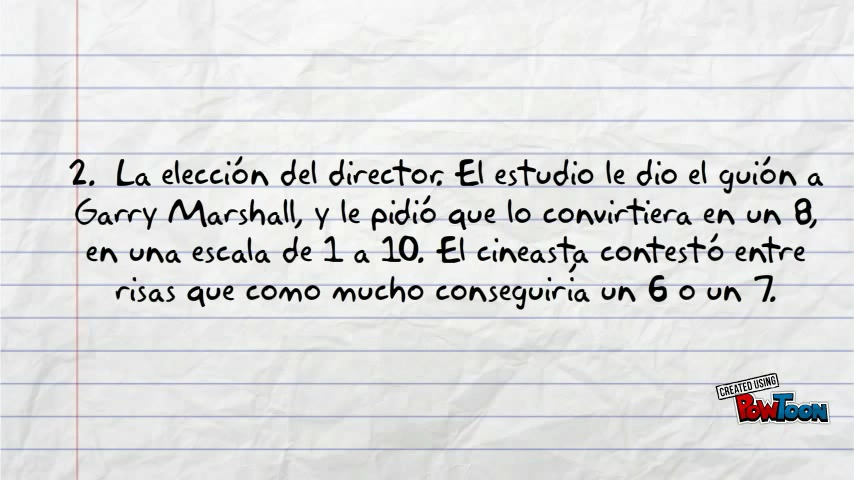 2. La elección del director. El estudio le dio el guión a
Garry Marshall, y le pidió que lo convirtiera en un 8,
en una escala de 1 a 10. El cineasta contestó entre
risas que como mucho conseguiría un 6 o un 7.
CREATED USING
POWTOON